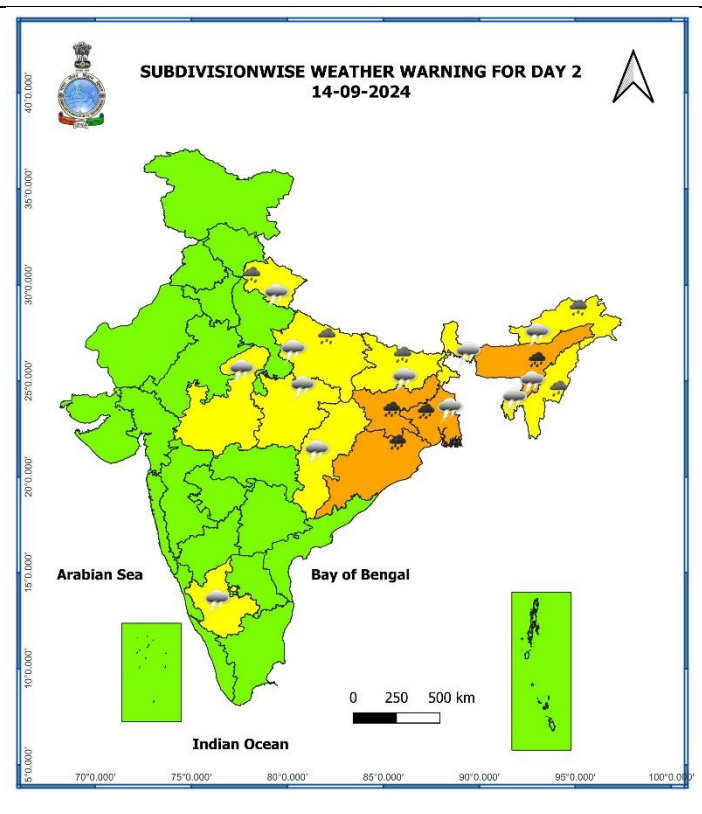 SUBDIVISIONWISE WEATHER WARNING FOR DAY 2
14-09-2024
40°0.000'
35°0.000'
30°0.000'
25°0.000'
20°0.000'
15°0.000'
10°0.000'
5°0.000'
Arabian Sea
Bay of Bengal
0 250 500 km
Indian Ocean
70°0.000' 75°0.000' 80°0.000' 85°0.000' 90°0.000' 95°0.000' 100°0.000'